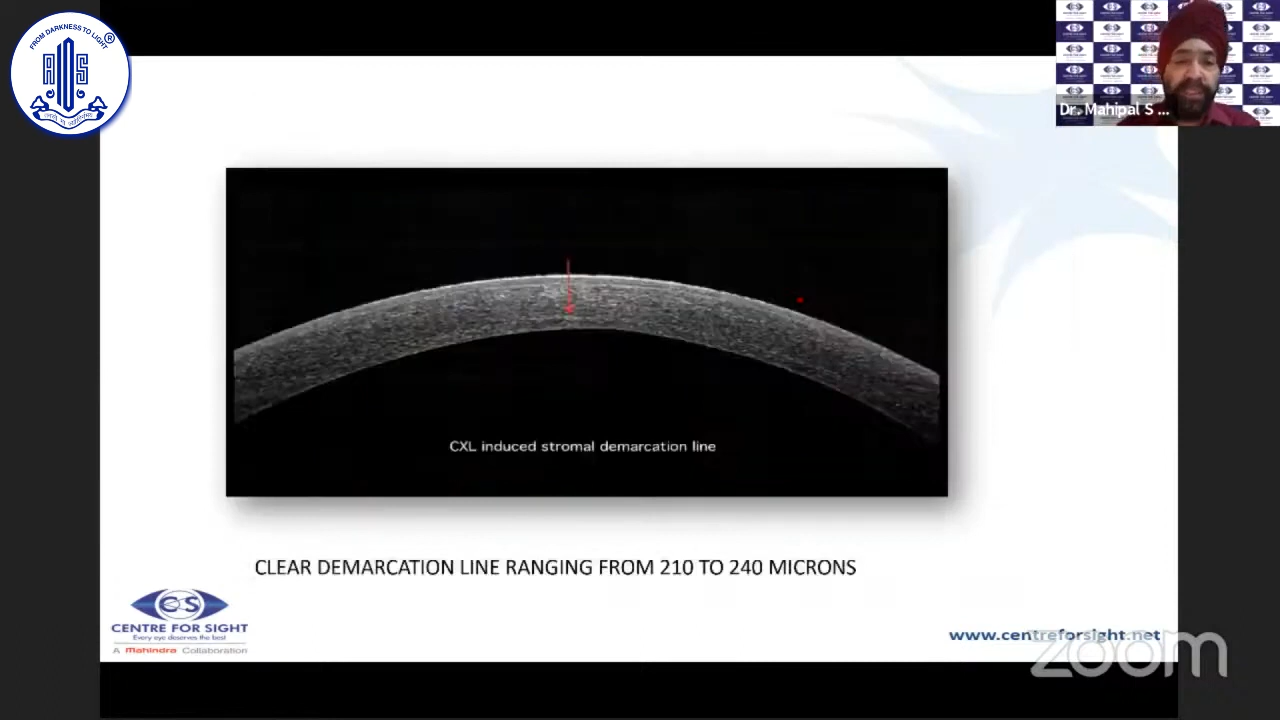 FROM DARKNESS TO LIGHT
®
AIOS
Dr. Mahipal S ...
CXL induced stromal demarcation line
CLEAR DEMARCATION LINE RANGING FROM 210 TO 240 MICRONS
CS
CENTRE FOR SIGHT
Every eye deserves the best
A Mahindra Collaboration
www.centreforsight.net
zoom